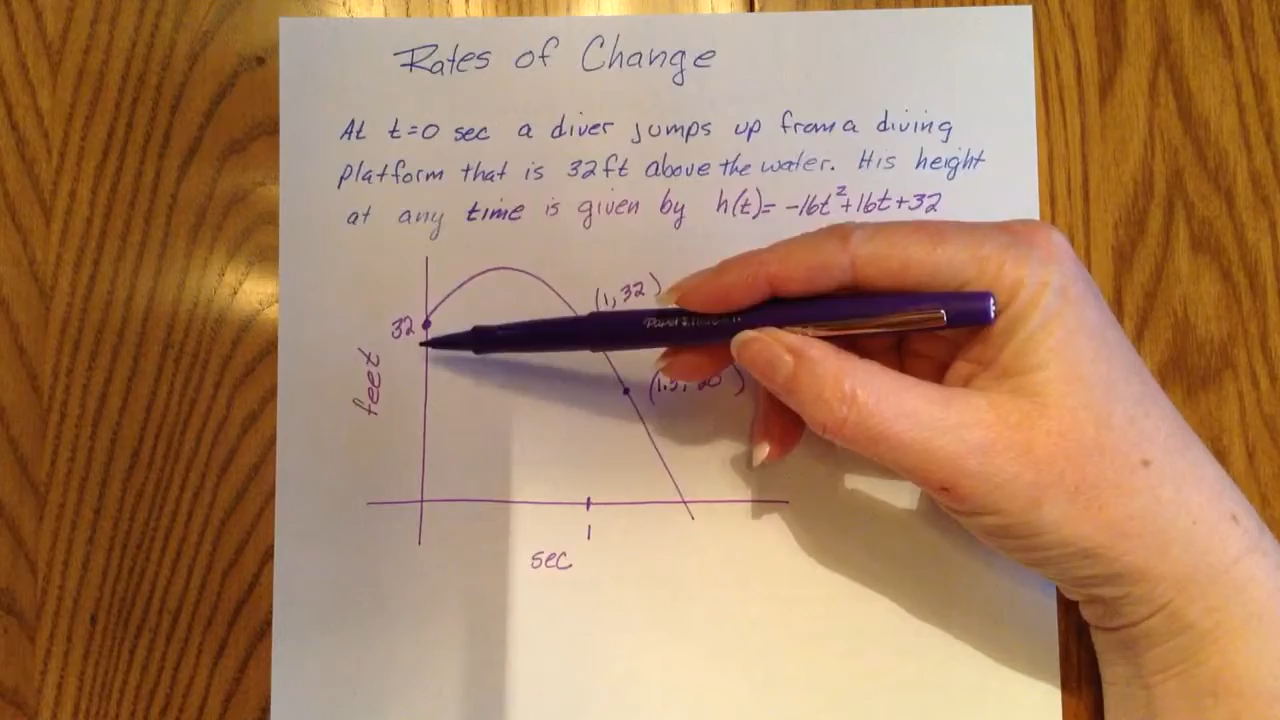 Rates of Change
At t=0 sec a diver jumps up from a diving
platform that is 32ft above the water. His height
at any time is given by h(t)= -16t²+16t+32
(1, 32)
32
feet
1
sec